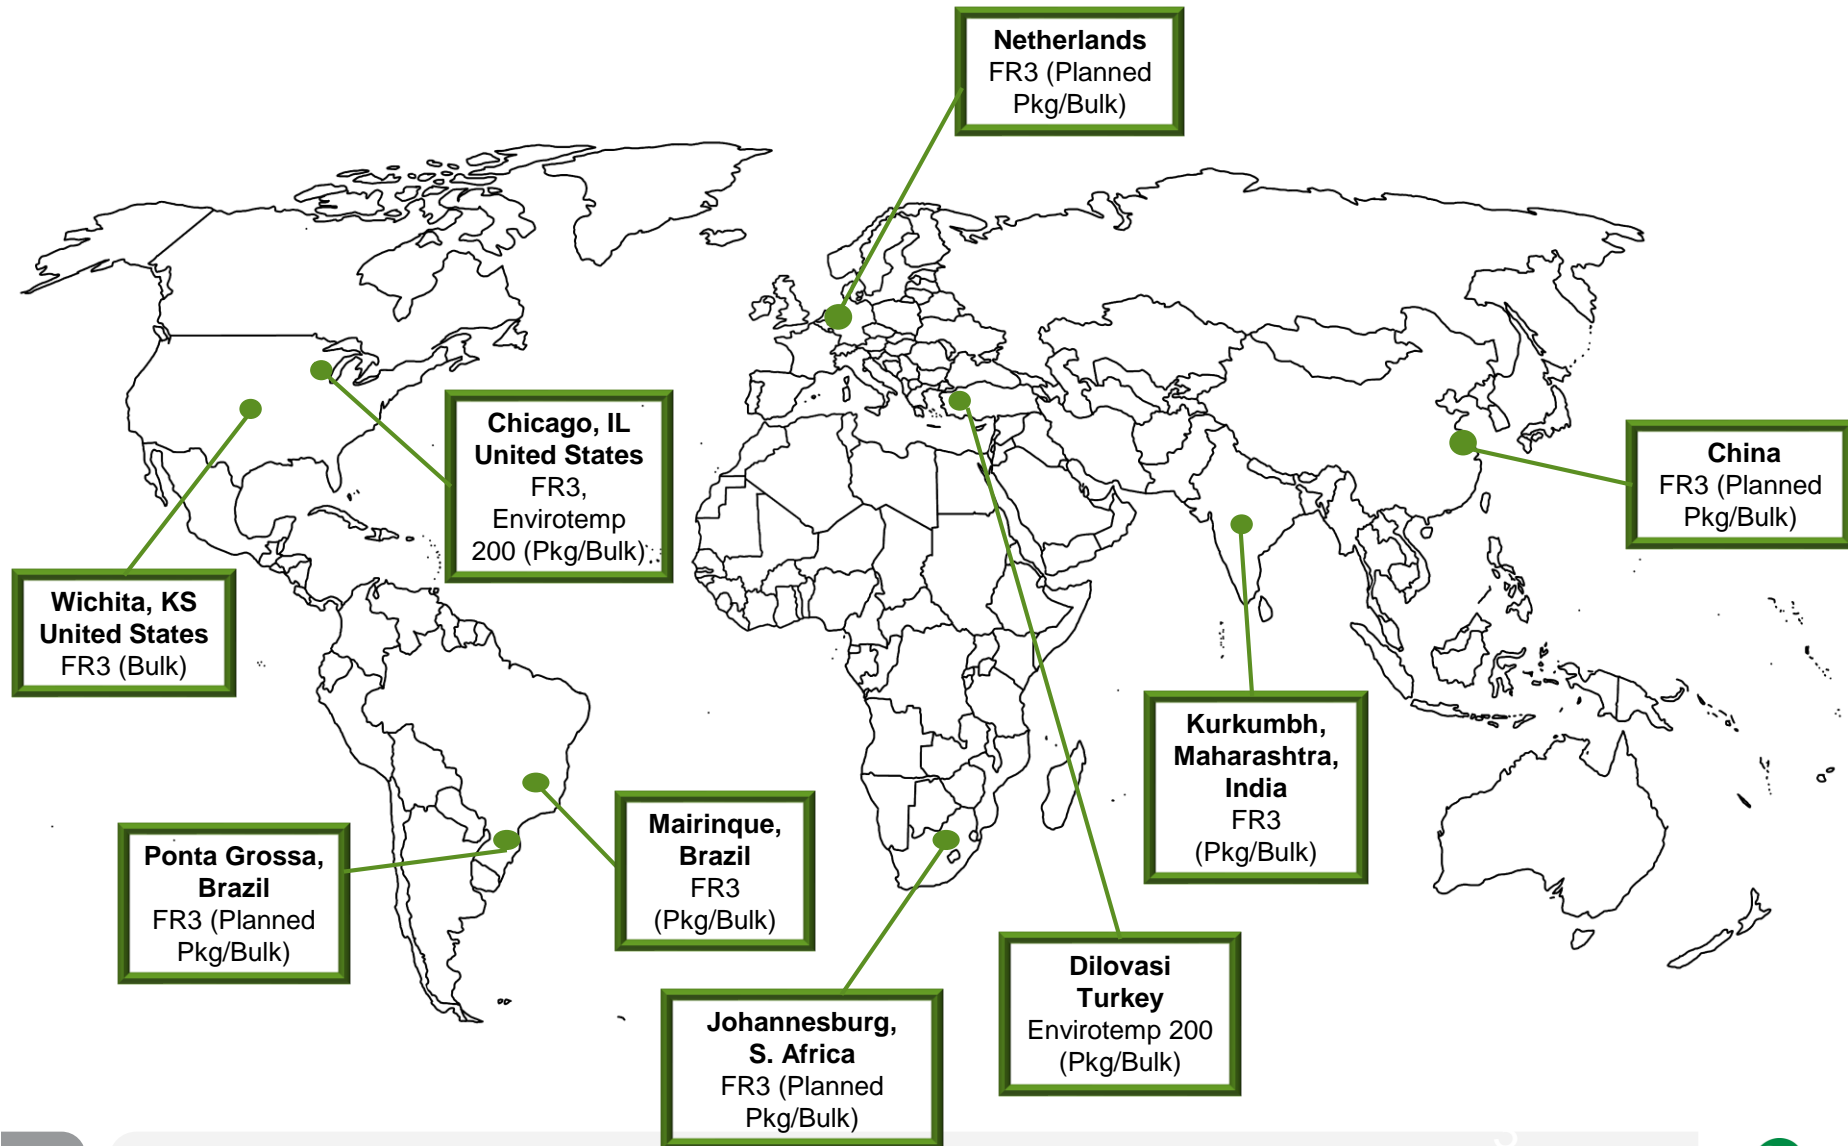 Netherlands
FR3 (Planned
Pkg/Bulk)
Chicago, IL
United States
FR3,
Envirotemp
200 (Pkg/Bulk)
China
FR3 (Planned
Pkg/Bulk)
Wichita, KS
United States
FR3 (Bulk)
Kurkumbh,
Maharashtra,
India
FR3
(Pkg/Bulk)
Mairinque,
Brazil
FR3
(Pkg/Bulk)
Ponta Grossa,
Brazil
FR3 (Planned
Pkg/Bulk)
Dilovasi
Turkey
Envirotemp 200
(Pkg/Bulk)
Johannesburg,
S. Africa
FR3 (Planned
Pkg/Bulk)